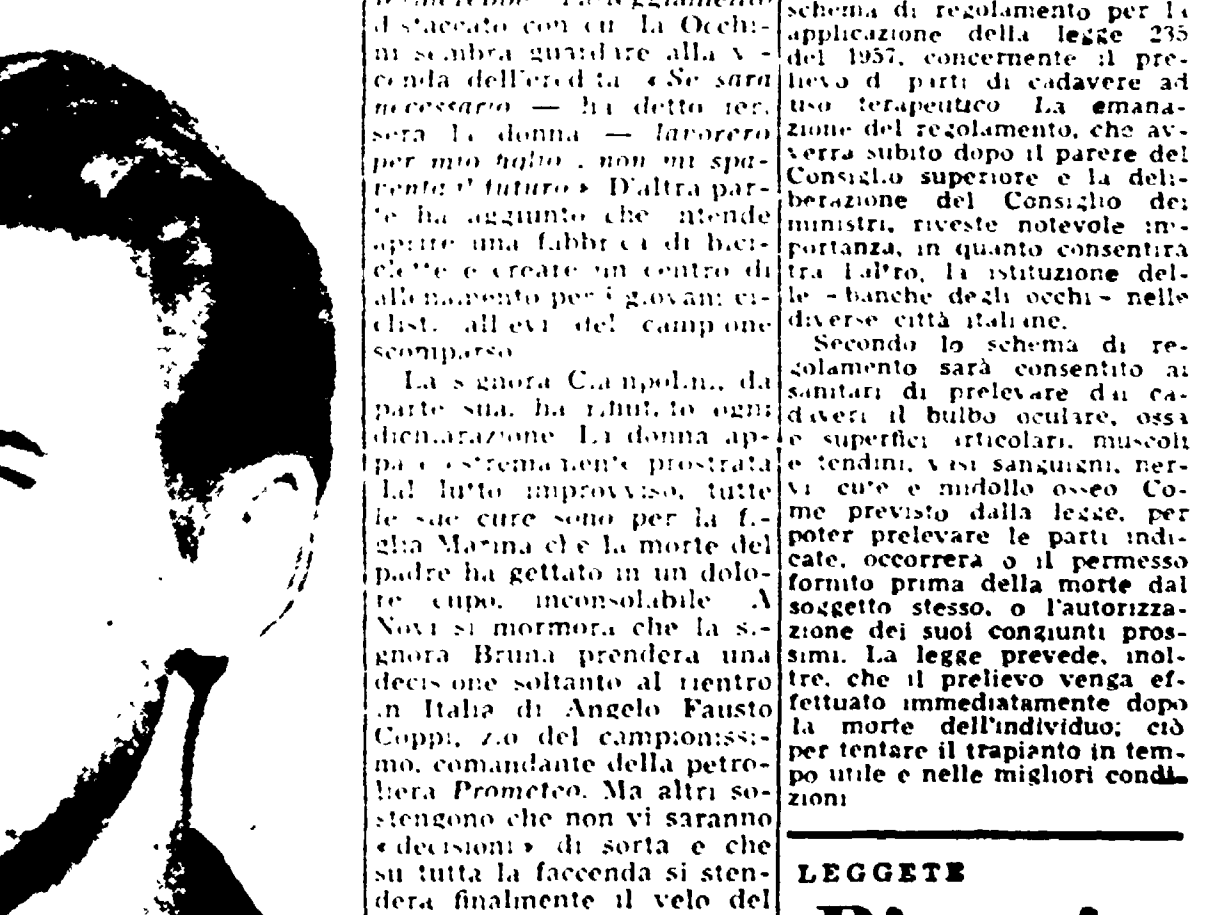 distaccato con cui la Occhi-
ni sembra guardare alla vi-
cenda dell'eredita. «Se sara
necessario — ha detto ieri
sera la donna — lavorero
per mio figlio, non mi spa-
venta il futuro» D'altra par-
te ha aggiunto che intende
aprire una fabbrica di bici-
clette e creare un centro di
allenamento per i giovani ci-
clisti allievi del campione
scomparso
La signora Ciampolini, da
parte sua, ha rifiutato ogni
dichiarazione La donna ap-
pare estremamente prostrata
dal lutto improvviso, tutte
le sue cure sono per la fi-
glia Marina che la morte del
padre ha gettato in un dolo-
re cupo, inconsolabile A
Novi si mormora che la si-
gnora Bruna prendera una
decisione soltanto al rientro
in Italia di Angelo Fausto
Coppi, zio del campionissi-
mo, comandante della petro-
liera Prometeo. Ma altri so-
stengono che non vi saranno
«decisioni» di sorta e che
su tutta la faccenda si sten-
dera finalmente il velo del
schema di regolamento per la
applicazione della legge 235
del 1957, concernente il pre-
lievo di parti di cadavere ad
uso terapeutico La emana-
zione del regolamento, che av-
verra subito dopo il parere del
Consiglio superiore e la deli-
berazione del Consiglio dei
ministri, riveste notevole im-
portanza, in quanto consentira
tra l'altro, la istituzione del-
le - banche degli occhi - nelle
diverse città italiane.
Secondo lo schema di re-
golamento sarà consentito ai
sanitari di prelevare dai ca-
daveri il bulbo oculare, ossa
e superfici articolari, muscoli
e tendini, vasi sanguigni, ner-
vi cute e midollo osseo Co-
me previsto dalla legge, per
poter prelevare le parti indi-
cate, occorrera o il permesso
fornito prima della morte dal
soggetto stesso, o l'autorizza-
zione dei suoi congiunti pros-
simi. La legge prevede, inol-
tre, che il prelievo venga ef-
fettuato immediatamente dopo
la morte dell'individuo; ciò
per tentare il trapianto in tem-
po utile e nelle migliori condi-
zioni
LEGGETE